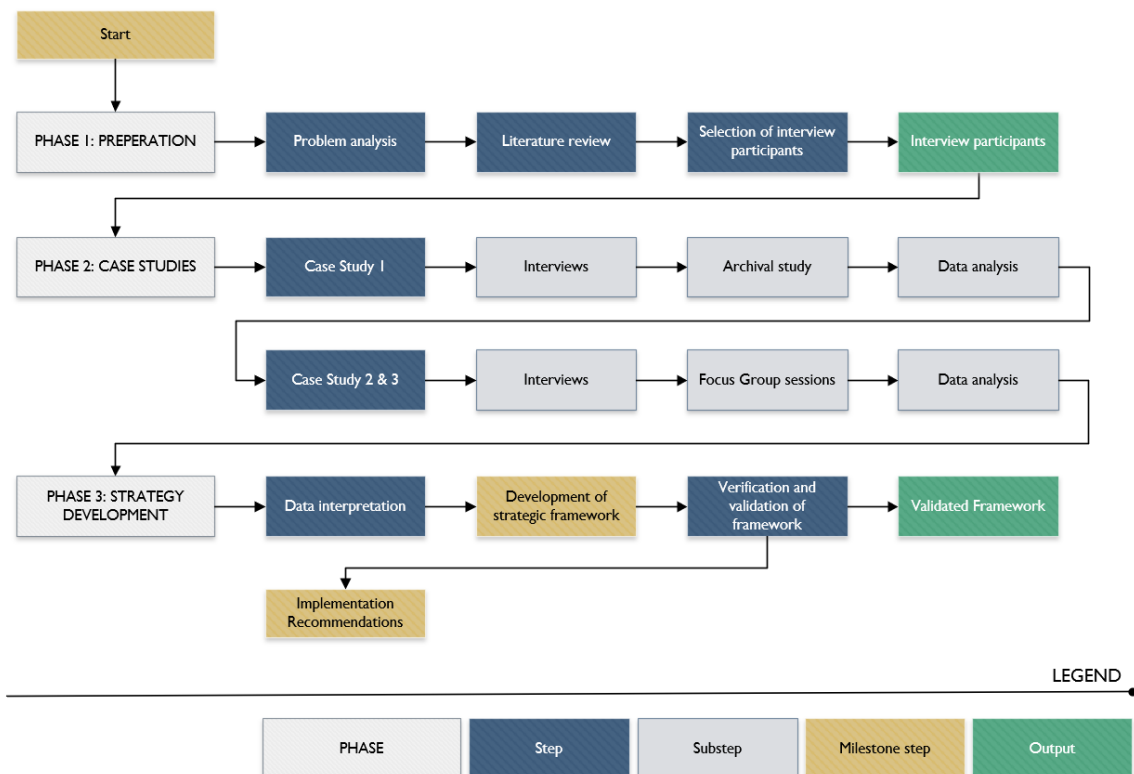 Start
PHASE 1: PREPERATION
Problem analysis
Literature review
Selection of interview
participants
Interview participants
PHASE 2: CASE STUDIES
Case Study 1
Interviews
Archival study
Data analysis
Case Study 2 & 3
Interviews
Focus Group sessions
Data analysis
PHASE 3: STRATEGY
DEVELOPMENT
Data interpretation
Development of
strategic framework
Verification and
validation of
framework
Validated Framework
Implementation
Recommendations
LEGEND
PHASE
Step
Substep
Milestone step
Output